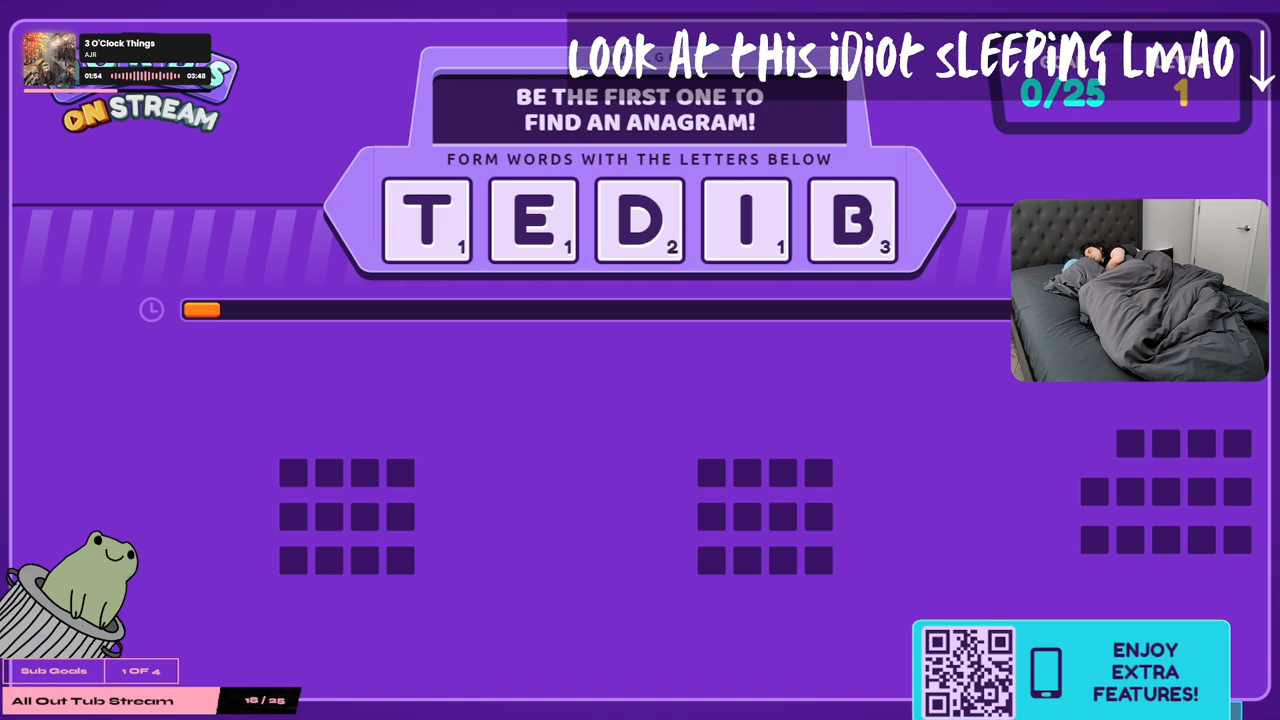 3 O'Clock Things
AJR
01:54
03:48
ON STREAM
LOOK At tHis iDiot sLEEPiNG LmAO ↓
0/25
1
BE THE FIRST ONE TO
FIND AN ANAGRAM!
FORM WORDS WITH THE LETTERS BELOW
T 1 E 1 D 2 I 1 B 3
Sub Goals 1 OF 4
All Out Tub Stream 18 / 25
ENJOY
EXTRA
FEATURES!